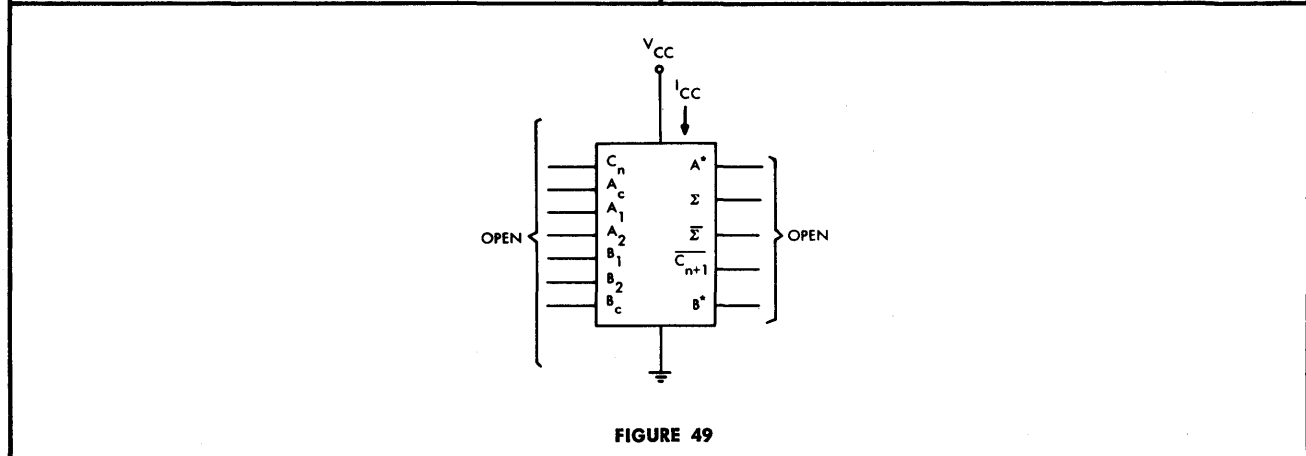 V_CC
I_CC
C_n
A_c
A_1
A_2
B_1
B_2
B_c
A*
Σ
Σ̅
C̅_n+1
B*
OPEN
OPEN
FIGURE 49